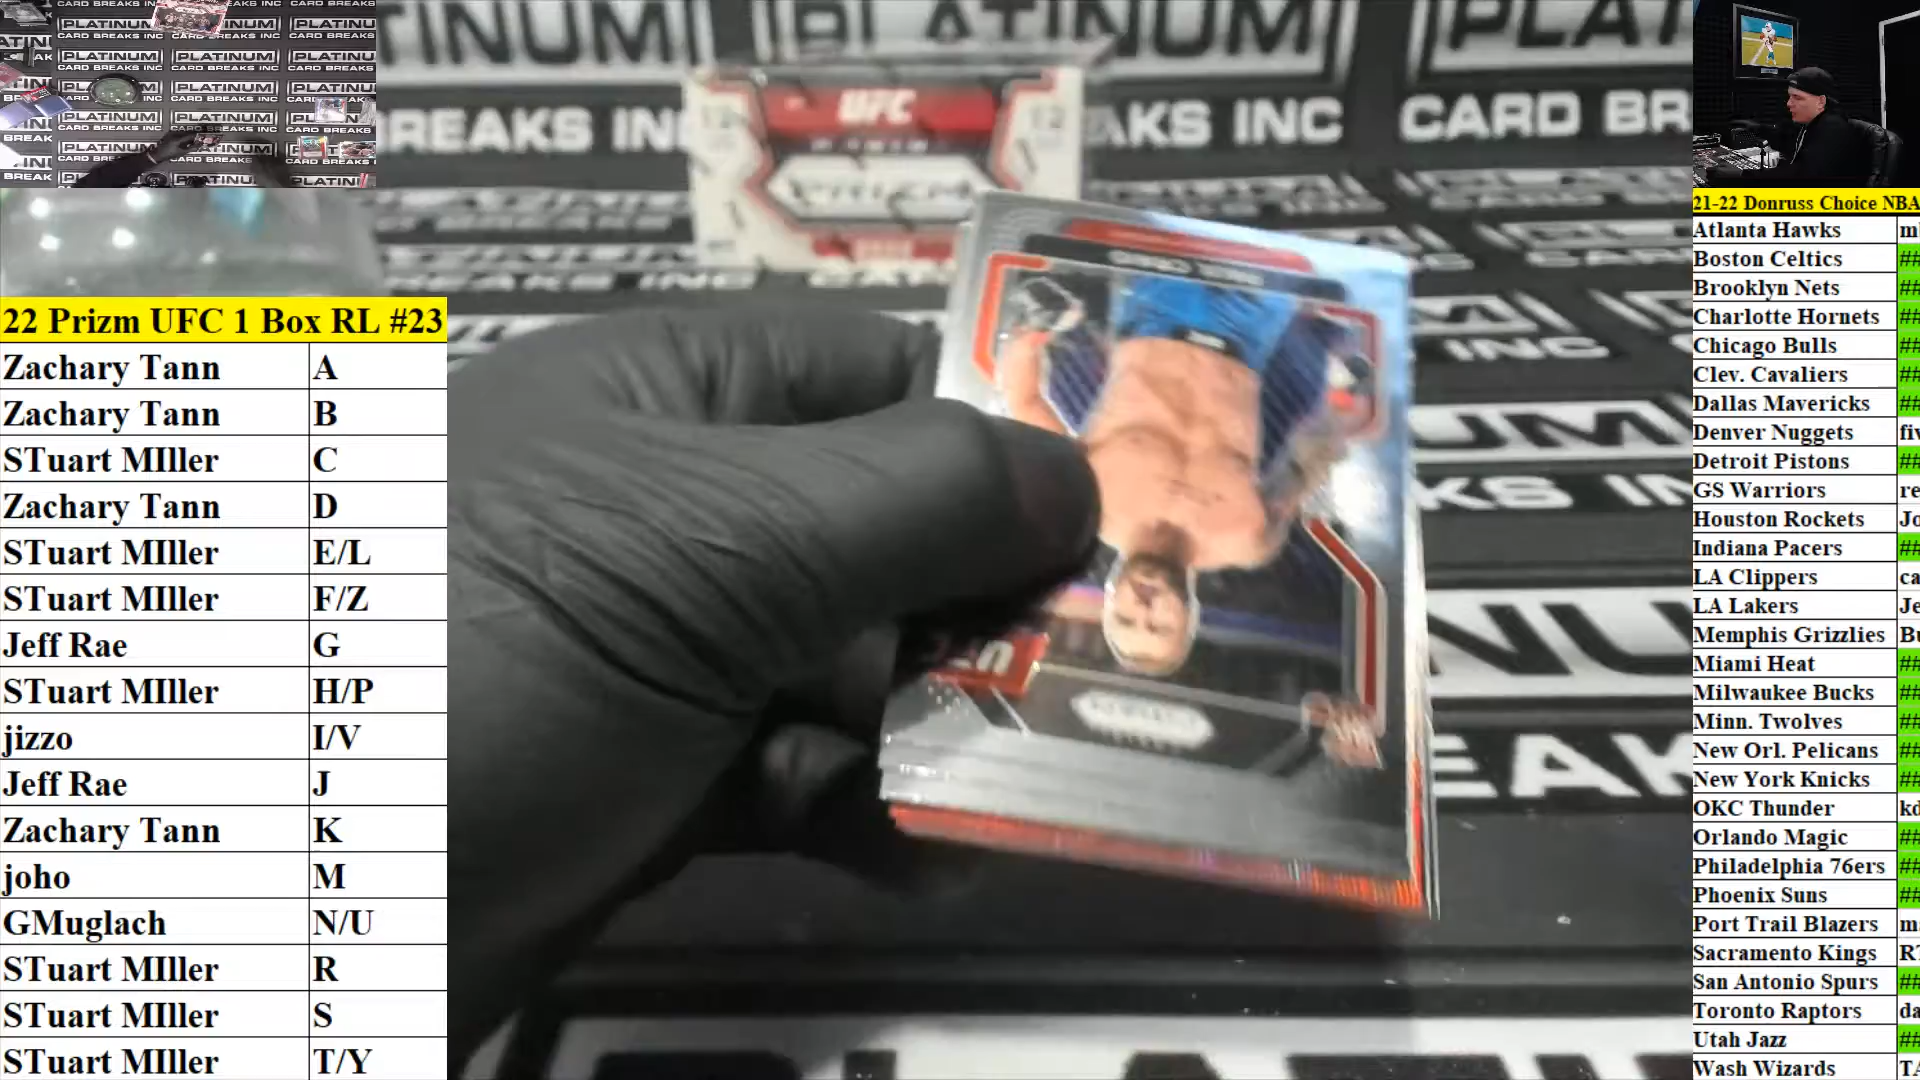 22 Prizm UFC 1 Box RL #23
Zachary Tann A
Zachary Tann B
STuart MIller C
Zachary Tann D
STuart MIller E/L
STuart MIller F/Z
Jeff Rae G
STuart MIller H/P
jizzo I/V
Jeff Rae J
Zachary Tann K
joho M
GMuglach N/U
STuart MIller R
STuart MIller S
STuart MIller T/Y
PLATINUM
CARD BREAKS INC
UFC
PRIZM
BREAKS INC
CARD BR
21-22 Donruss Choice NBA
Atlanta Hawks
Boston Celtics ##
Brooklyn Nets ##
Charlotte Hornets ##
Chicago Bulls ##
Clev. Cavaliers ##
Dallas Mavericks ##
Denver Nuggets
Detroit Pistons ##
GS Warriors
Houston Rockets
Indiana Pacers ##
LA Clippers
LA Lakers
Memphis Grizzlies
Miami Heat ##
Milwaukee Bucks ##
Minn. Twolves ##
New Orl. Pelicans ##
New York Knicks ##
OKC Thunder
Orlando Magic ##
Philadelphia 76ers ##
Phoenix Suns ##
Port Trail Blazers
Sacramento Kings
San Antonio Spurs ##
Toronto Raptors
Utah Jazz ##
Wash Wizards